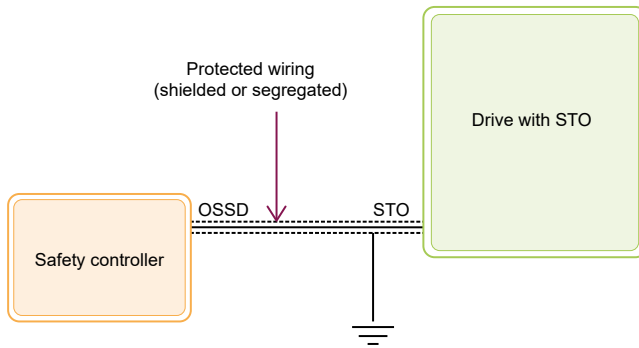 Protected wiring
(shielded or segregated)
Drive with STO
OSSD
STO
Safety controller